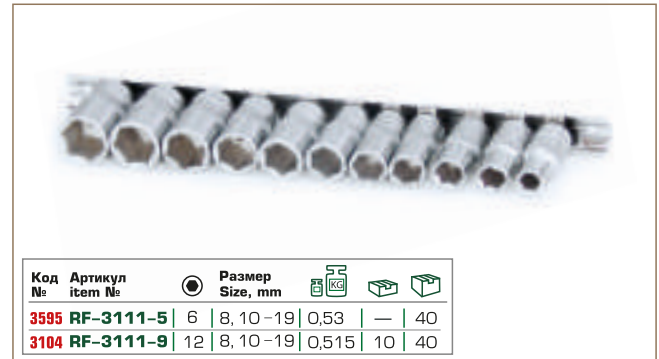 Код Артикул Размер
№ item № Size, mm KG
3595 RF-3111-5 6 8, 10-19 0,53 — 40
3104 RF-3111-9 12 8, 10-19 0,515 10 40